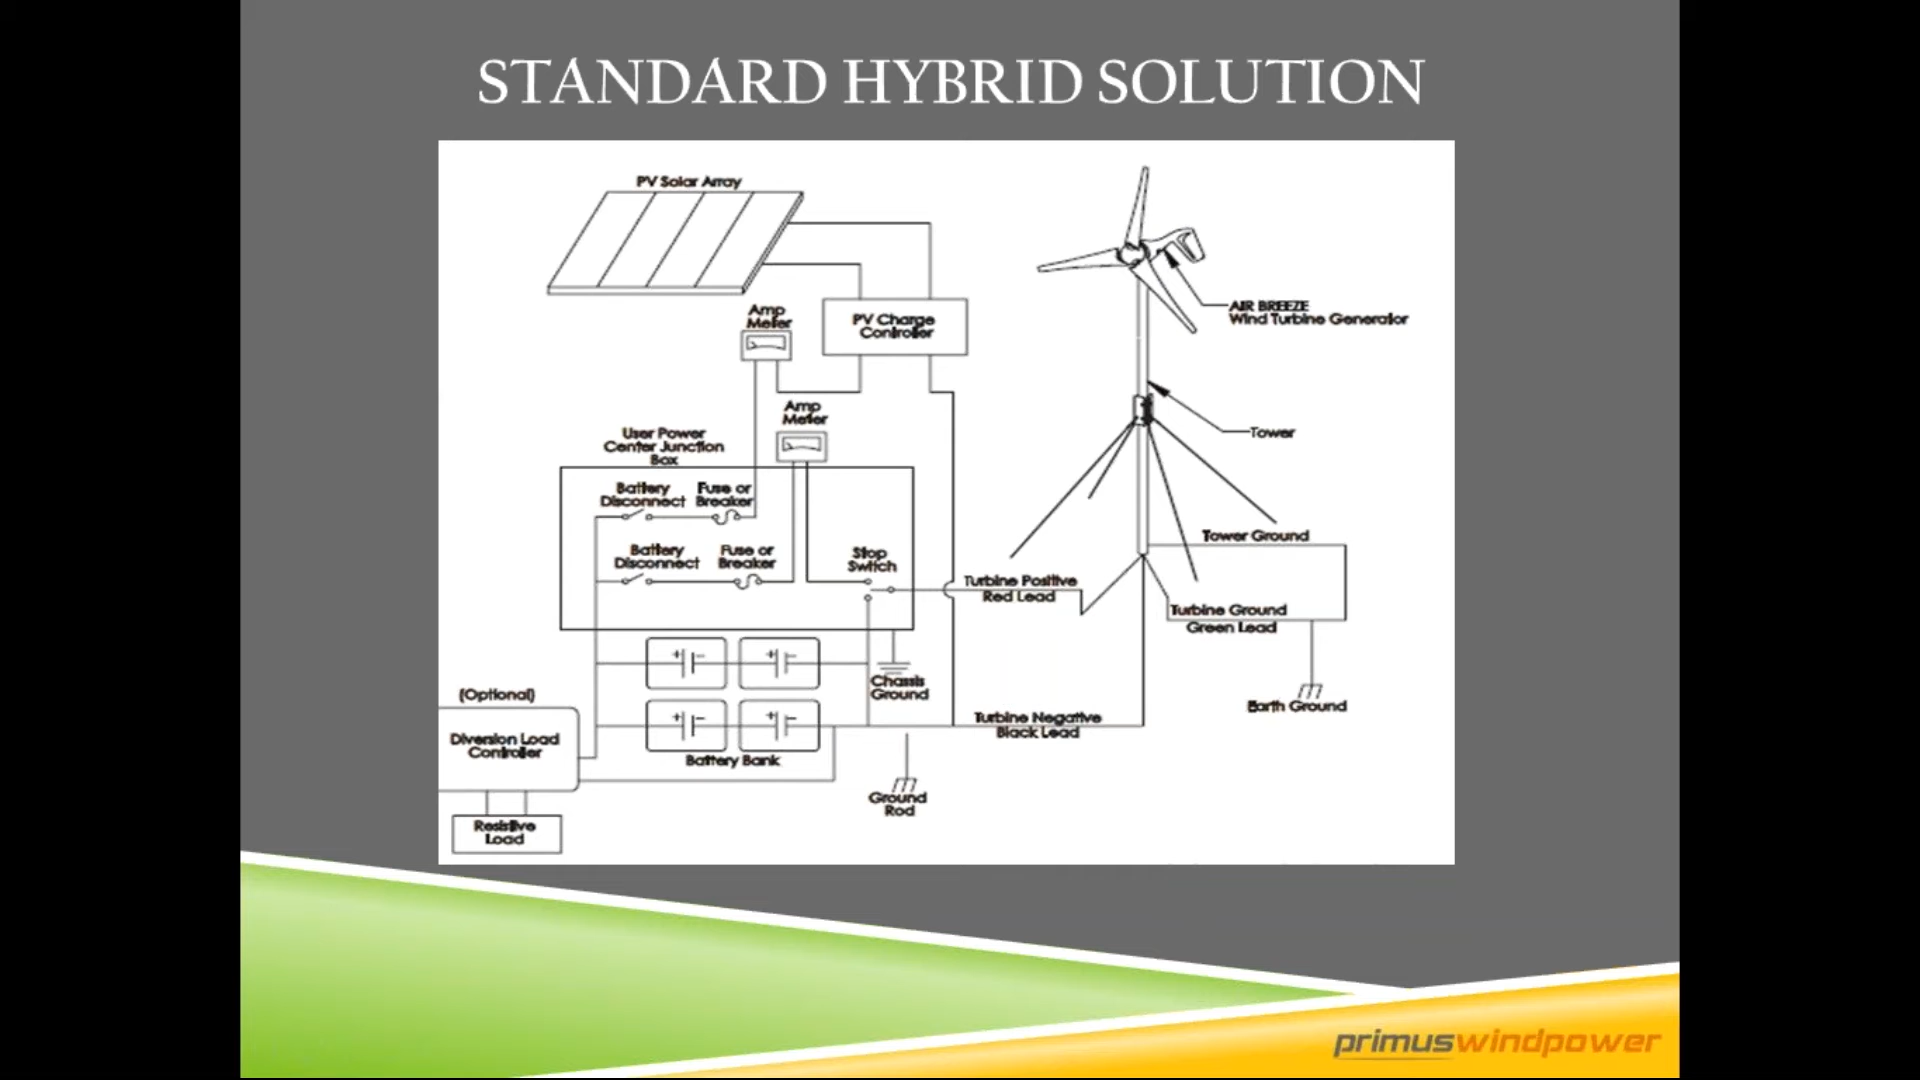 STANDARD HYBRID SOLUTION
PV Solar Array
Amp
Meter
PV Charge
Controller
AIR BREEZE
Wind Turbine Generator
Amp
Meter
Tower
User Power
Center Junction
Box
Battery
Disconnect
Fuse or
Breaker
Battery
Disconnect
Fuse or
Breaker
Stop
Switch
Tower Ground
Turbine Positive
Red Lead
Turbine Ground
Green Lead
+ -
+ -
Chassis
Ground
Earth Ground
(Optional)
Diversion Load
Controller
+ -
+ -
Battery Bank
Turbine Negative
Black Lead
Ground
Rod
Resistive
Load
primuswindpower